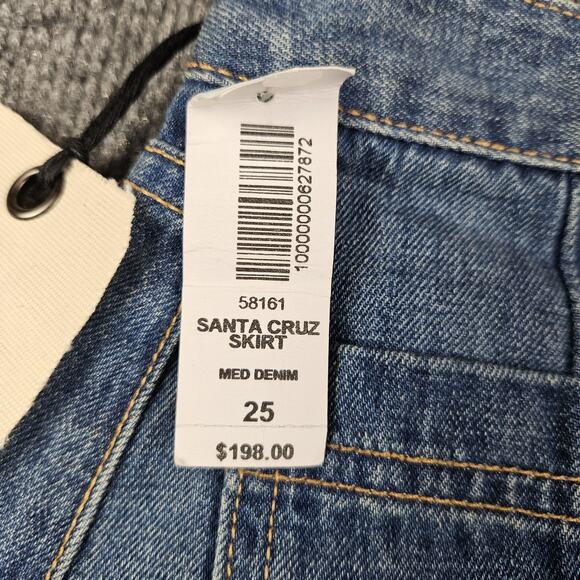 10000000627872
58161
SANTA CRUZ
SKIRT
MED DENIM
25
$198.00